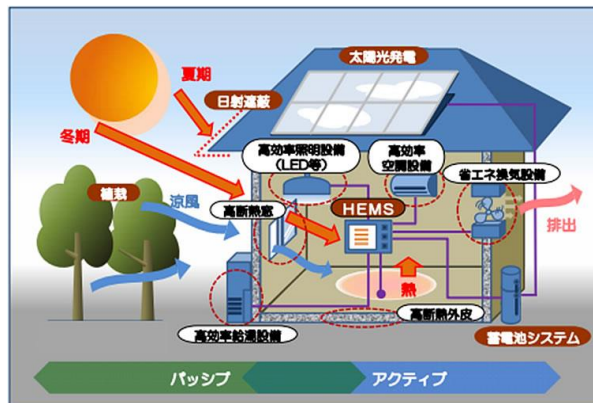 太陽光発電
夏期
日射遮蔽
冬期
高効率照明設備
(LED等)
高効率
空調設備
省エネ換気設備
植栽
涼風
高断熱窓
HEMS
排出
熱
高効率給湯設備
高断熱外皮
蓄電池システム
パッシブ
アクティブ